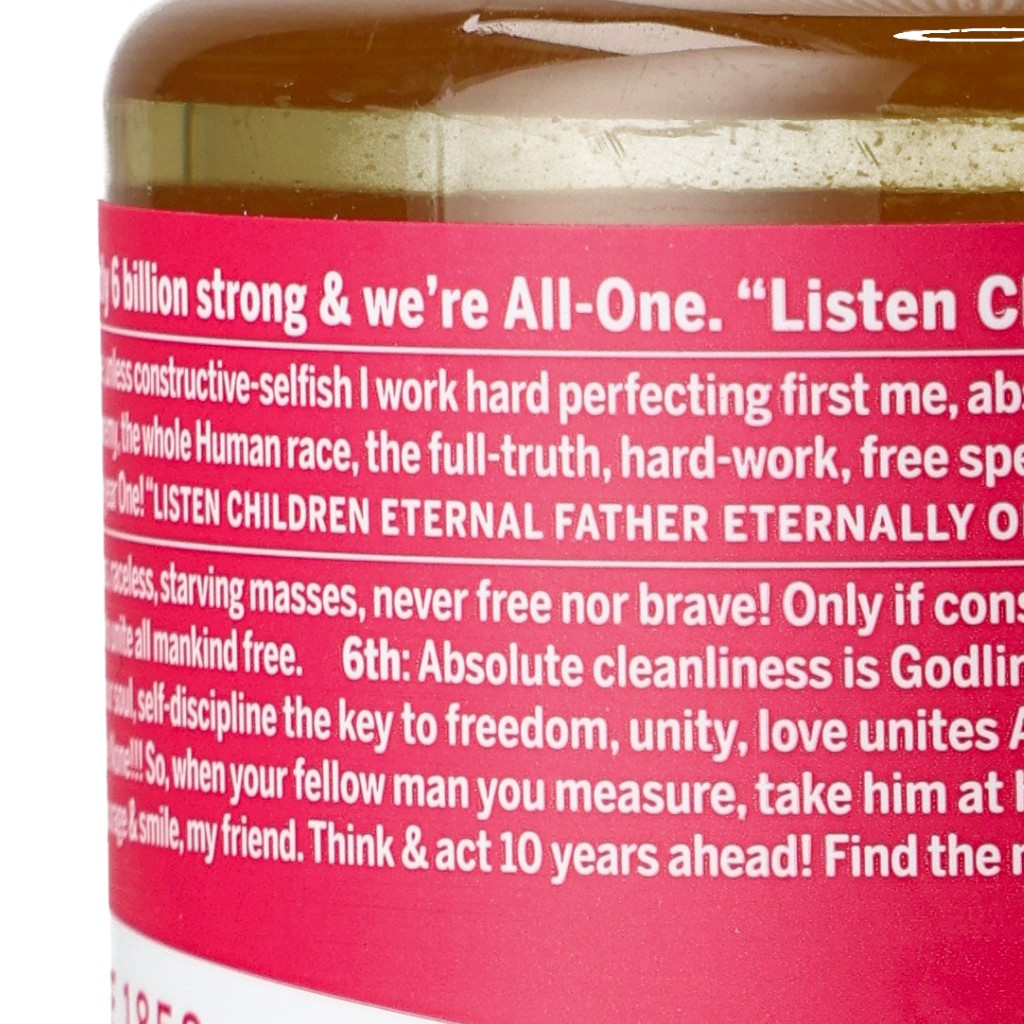 6 billion strong & we're All-One. “Listen
constructive-selfish I work hard perfecting first me,
the whole Human race, the full-truth, hard-work, free
One! “LISTEN CHILDREN ETERNAL FATHER ETERNALLY
raceless, starving masses, never free nor brave! Only if
unite all mankind free. 6th: Absolute cleanliness is
soul, self-discipline the key to freedom, unity, love unites
So, when your fellow man you measure, take him at
& smile, my friend. Think & act 10 years ahead! Find the